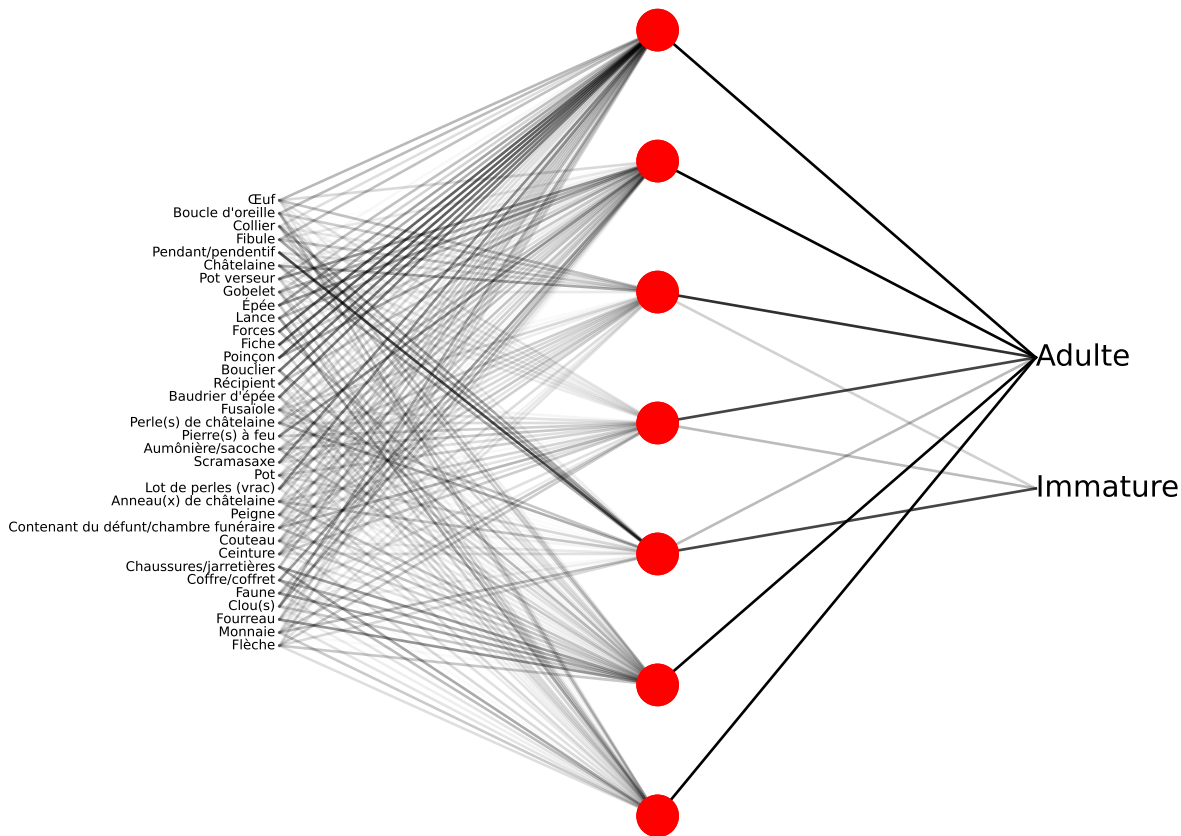 Œuf
Boucle d'oreille
Collier
Fibule
Pendant/pendentif
Châtelaine
Pot verseur
Gobelet
Épée
Lance
Forces
Fiche
Poinçon
Bouclier
Récipient
Baudrier d'épée
Fusaïole
Perle(s) de châtelaine
Pierre(s) à feu
Aumônière/sacoche
Scramasaxe
Pot
Lot de perles (vrac)
Anneau(x) de châtelaine
Peigne
Contenant du défunt/chambre funéraire
Couteau
Ceinture
Chaussures/jarretières
Coffre/coffret
Faune
Clou(s)
Fourreau
Monnaie
Flèche
Adulte
Immature